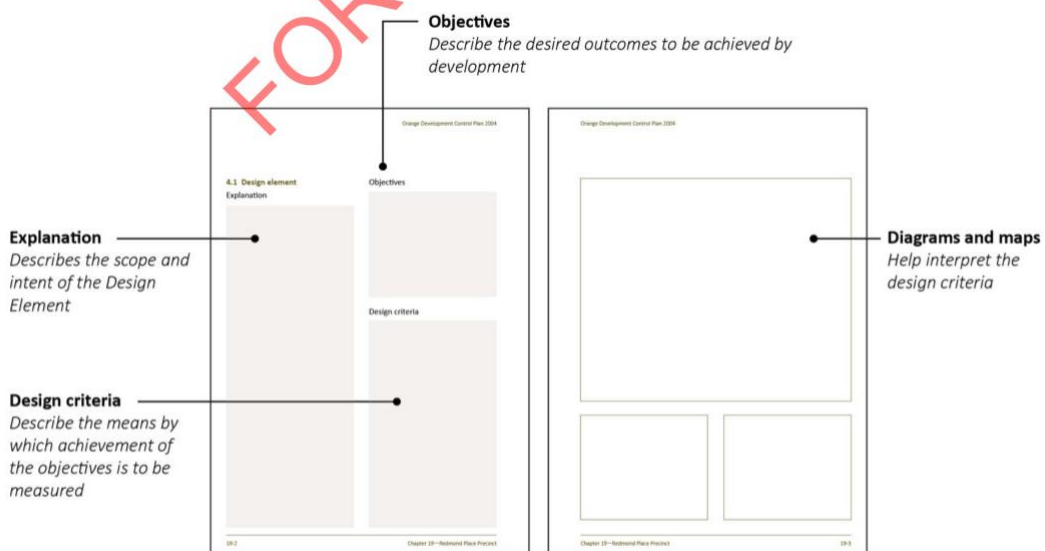 Objectives
Describe the desired outcomes to be achieved by
development
FOR
Orange Development Control Plan 2004
4.1 Design element
Explanation
Objectives
Design criteria
19-2
Chapter 19—Redmond Place Precinct
Orange Development Control Plan 2004
Chapter 19—Redmond Place Precinct
19-3
Explanation
Describes the scope and
intent of the Design
Element
Design criteria
Describe the means by
which achievement of
the objectives is to be
measured
Diagrams and maps
Help interpret the
design criteria